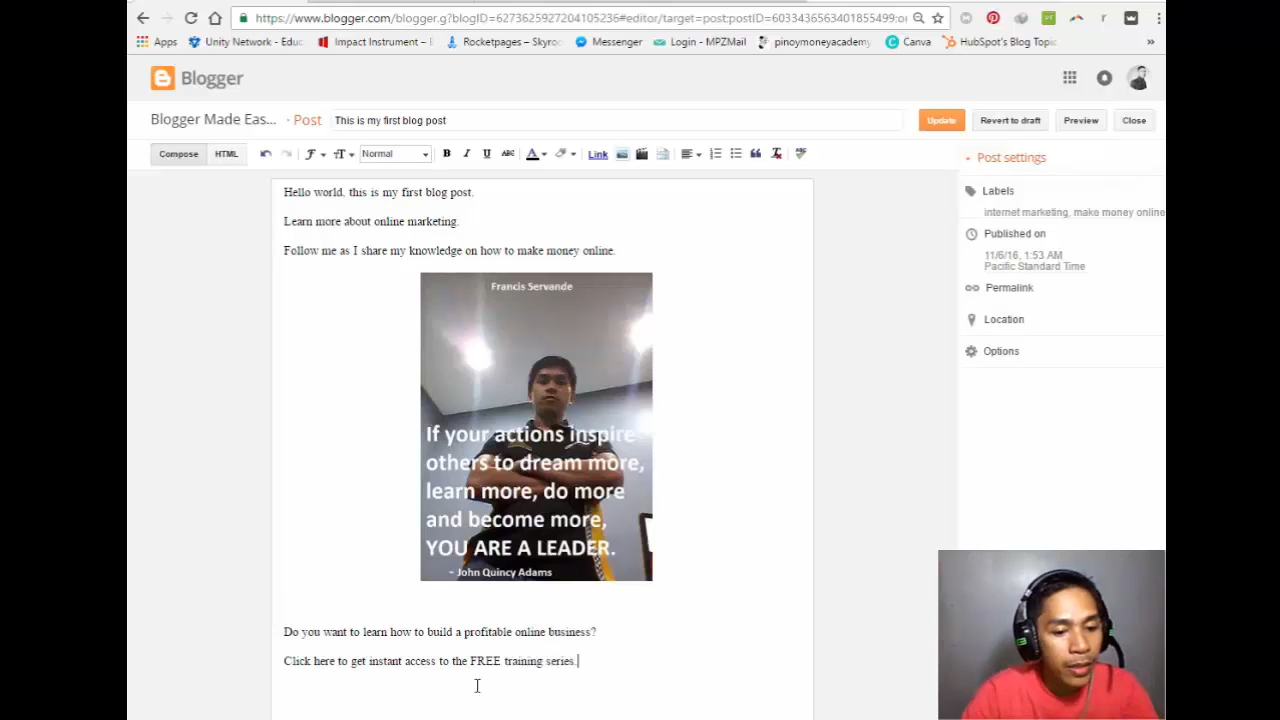 https://www.blogger.com/blogger.g?blogID=6273625927204105236#editor/target=post;postID=6033436563401855499;o
Apps
Unity Network - Educ
Impact Instrument – I
Rocketpages – Skyroc
Messenger
Login - MPZMail
pinoymoneyacademy
Canva
HubSpot's Blog Topic
»
Blogger
Blogger Made Eas... · Post
This is my first blog post
Update
Revert to draft
Preview
Close
Compose
HTML
Normal
Link
Post settings
Labels
internet marketing, make money online
Published on
11/6/16, 1:53 AM
Pacific Standard Time
Permalink
Location
Options
Hello world, this is my first blog post.
Learn more about online marketing.
Follow me as I share my knowledge on how to make money online.
Francis Servande
If your actions inspire
others to dream more,
learn more, do more
and become more,
YOU ARE A LEADER.
~ John Quincy Adams
Do you want to learn how to build a profitable online business?
Click here to get instant access to the FREE training series.